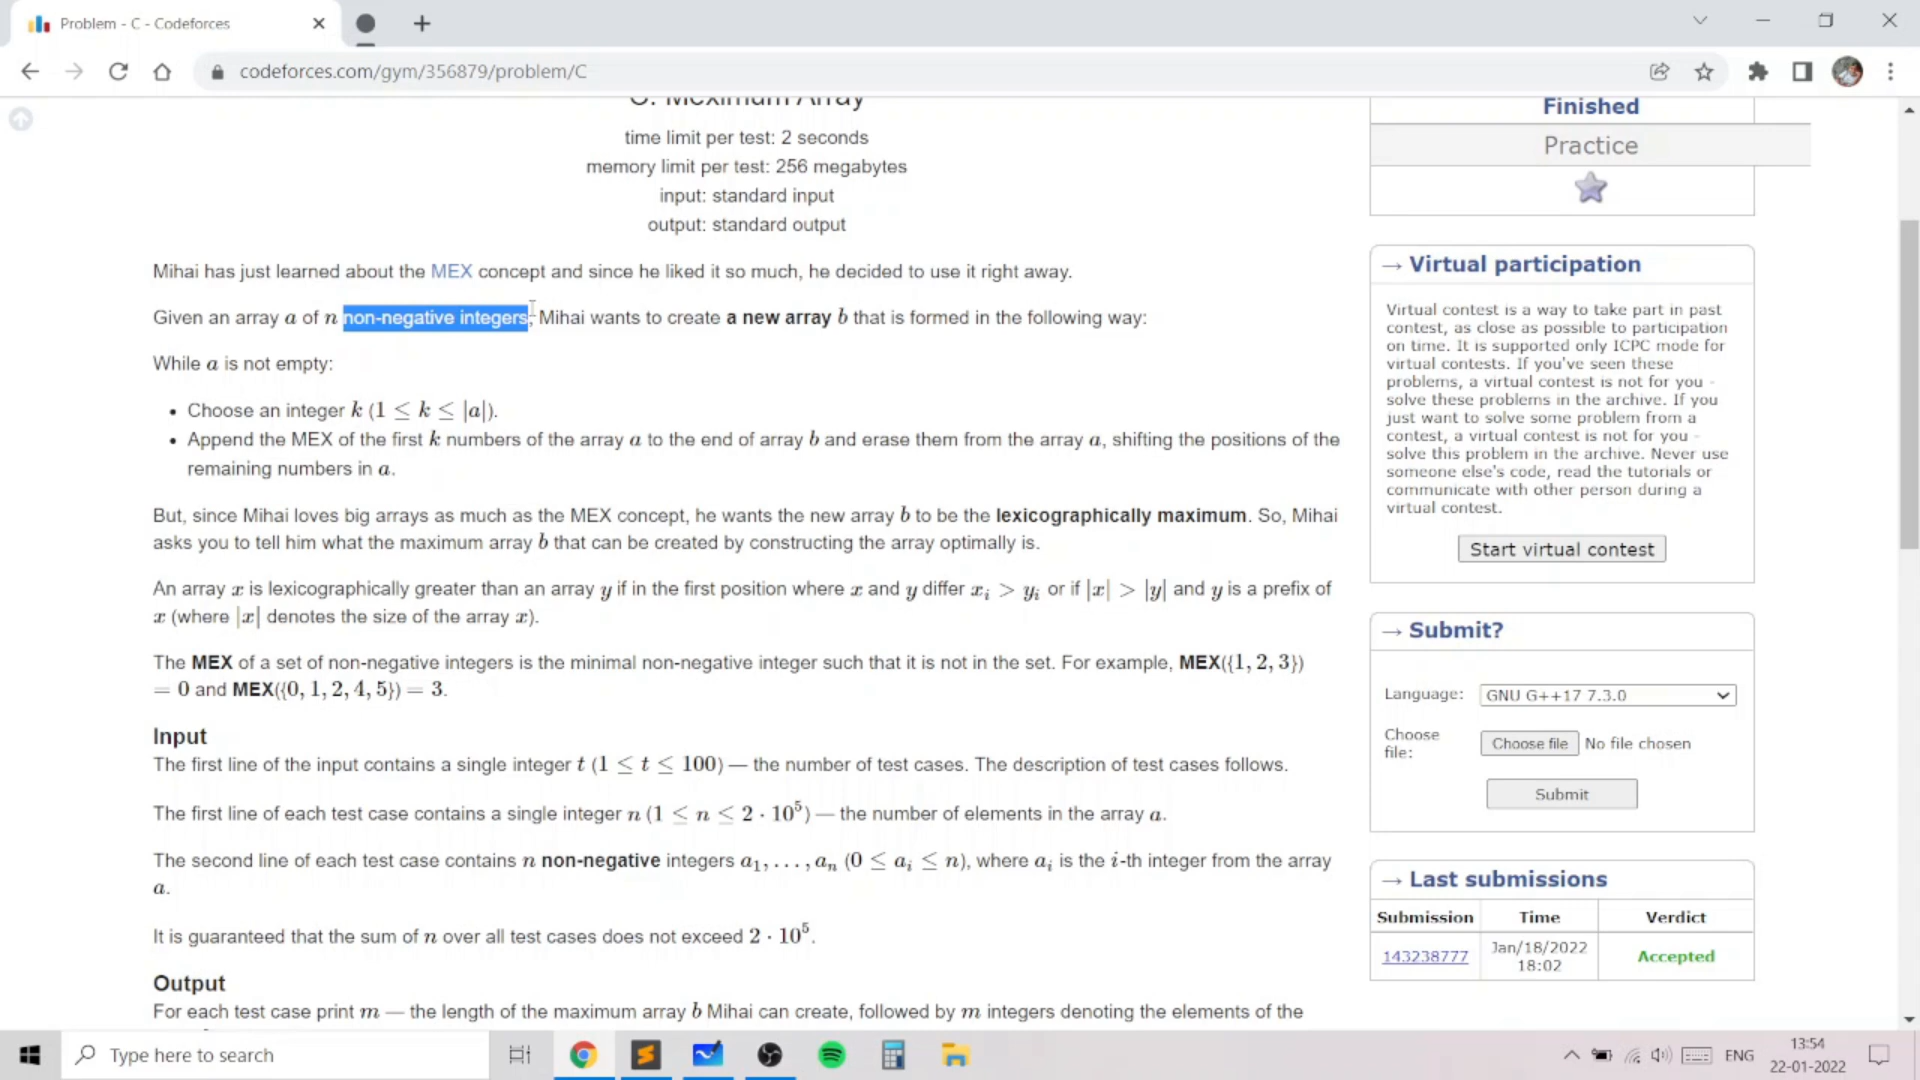 Problem - C - Codeforces
codeforces.com/gym/356879/problem/C
C. Meximum Array
time limit per test: 2 seconds
memory limit per test: 256 megabytes
input: standard input
output: standard output
Mihai has just learned about the MEX concept and since he liked it so much, he decided to use it right away.
Given an array a of n non-negative integers, Mihai wants to create a new array b that is formed in the following way:
While a is not empty:
• Choose an integer k (1 ≤ k ≤ |a|).
• Append the MEX of the first k numbers of the array a to the end of array b and erase them from the array a, shifting the positions of the
remaining numbers in a.
But, since Mihai loves big arrays as much as the MEX concept, he wants the new array b to be the lexicographically maximum. So, Mihai
asks you to tell him what the maximum array b that can be created by constructing the array optimally is.
An array x is lexicographically greater than an array y if in the first position where x and y differ xᵢ > yᵢ or if |x| > |y| and y is a prefix of
x (where |x| denotes the size of the array x).
The MEX of a set of non-negative integers is the minimal non-negative integer such that it is not in the set. For example, MEX({1, 2, 3})
= 0 and MEX({0, 1, 2, 4, 5}) = 3.
Input
The first line of the input contains a single integer t (1 ≤ t ≤ 100) — the number of test cases. The description of test cases follows.
The first line of each test case contains a single integer n (1 ≤ n ≤ 2 · 10⁵) — the number of elements in the array a.
The second line of each test case contains n non-negative integers a₁, . . . , aₙ (0 ≤ aᵢ ≤ n), where aᵢ is the i-th integer from the array
a.
It is guaranteed that the sum of n over all test cases does not exceed 2 · 10⁵.
Output
For each test case print m — the length of the maximum array b Mihai can create, followed by m integers denoting the elements of the
Finished
Practice
→ Virtual participation
Virtual contest is a way to take part in past
contest, as close as possible to participation
on time. It is supported only ICPC mode for
virtual contests. If you've seen these
problems, a virtual contest is not for you -
solve these problems in the archive. If you
just want to solve some problem from a
contest, a virtual contest is not for you -
solve this problem in the archive. Never use
someone else's code, read the tutorials or
communicate with other person during a
virtual contest.
Start virtual contest
→ Submit?
Language: GNU G++17 7.3.0
Choose
file: Choose file No file chosen
Submit
→ Last submissions
Submission Time Verdict
143238777 Jan/18/2022
18:02 Accepted
Type here to search
ENG
13:54
22-01-2022